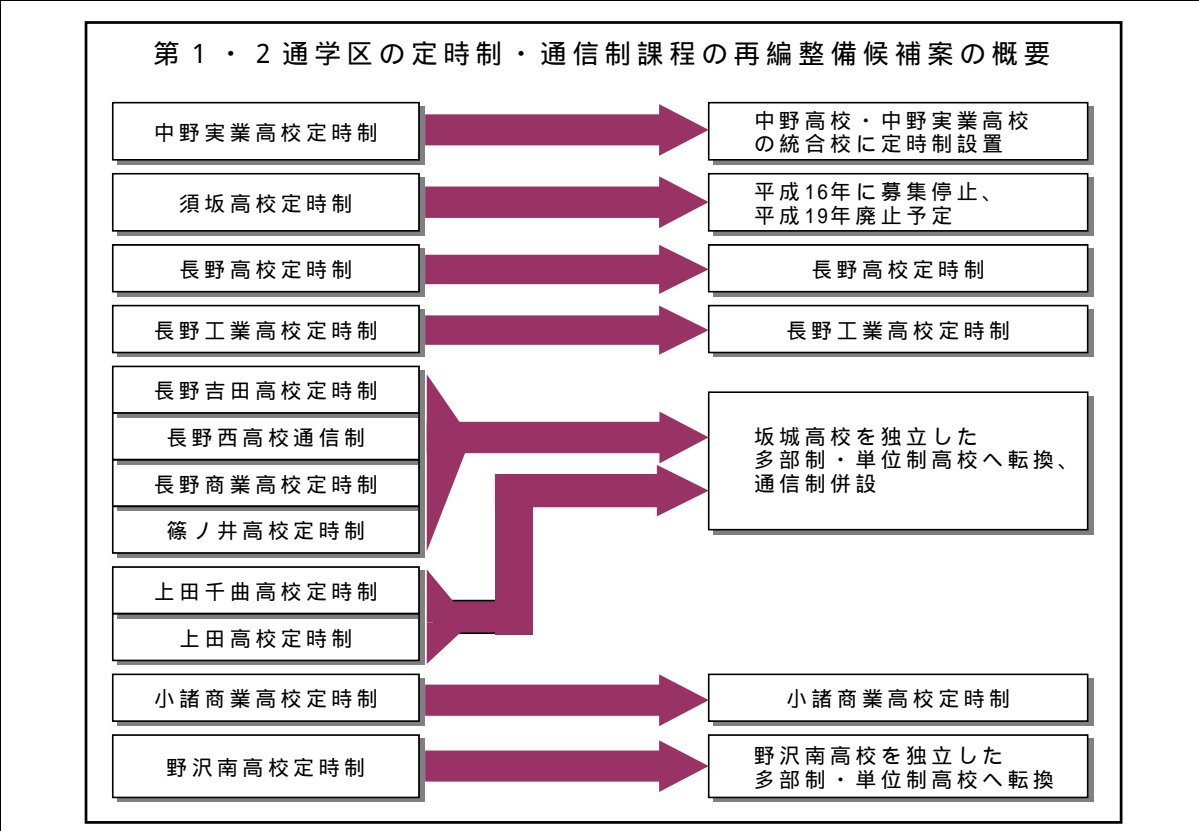 第１・２通学区の定時制・通信制課程の再編整備候補案の概要
中野実業高校定時制
中野高校・中野実業高校
の統合校に定時制設置
須坂高校定時制
平成16年に募集停止、
平成19年廃止予定
長野高校定時制
長野高校定時制
長野工業高校定時制
長野工業高校定時制
長野吉田高校定時制
長野西高校通信制
長野商業高校定時制
篠ノ井高校定時制
坂城高校を独立した
多部制・単位制高校へ転換、
通信制併設
上田千曲高校定時制
上田高校定時制
小諸商業高校定時制
小諸商業高校定時制
野沢南高校定時制
野沢南高校を独立した
多部制・単位制高校へ転換